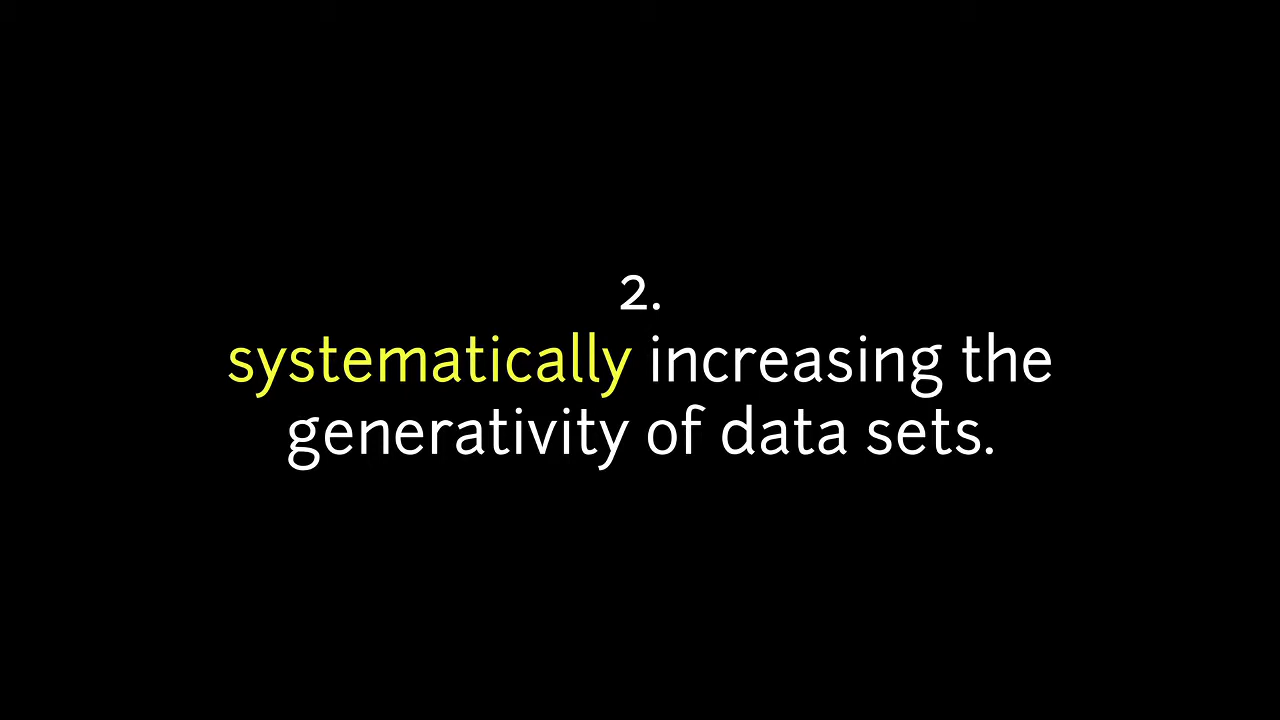 2.
systematically increasing the
generativity of data sets.